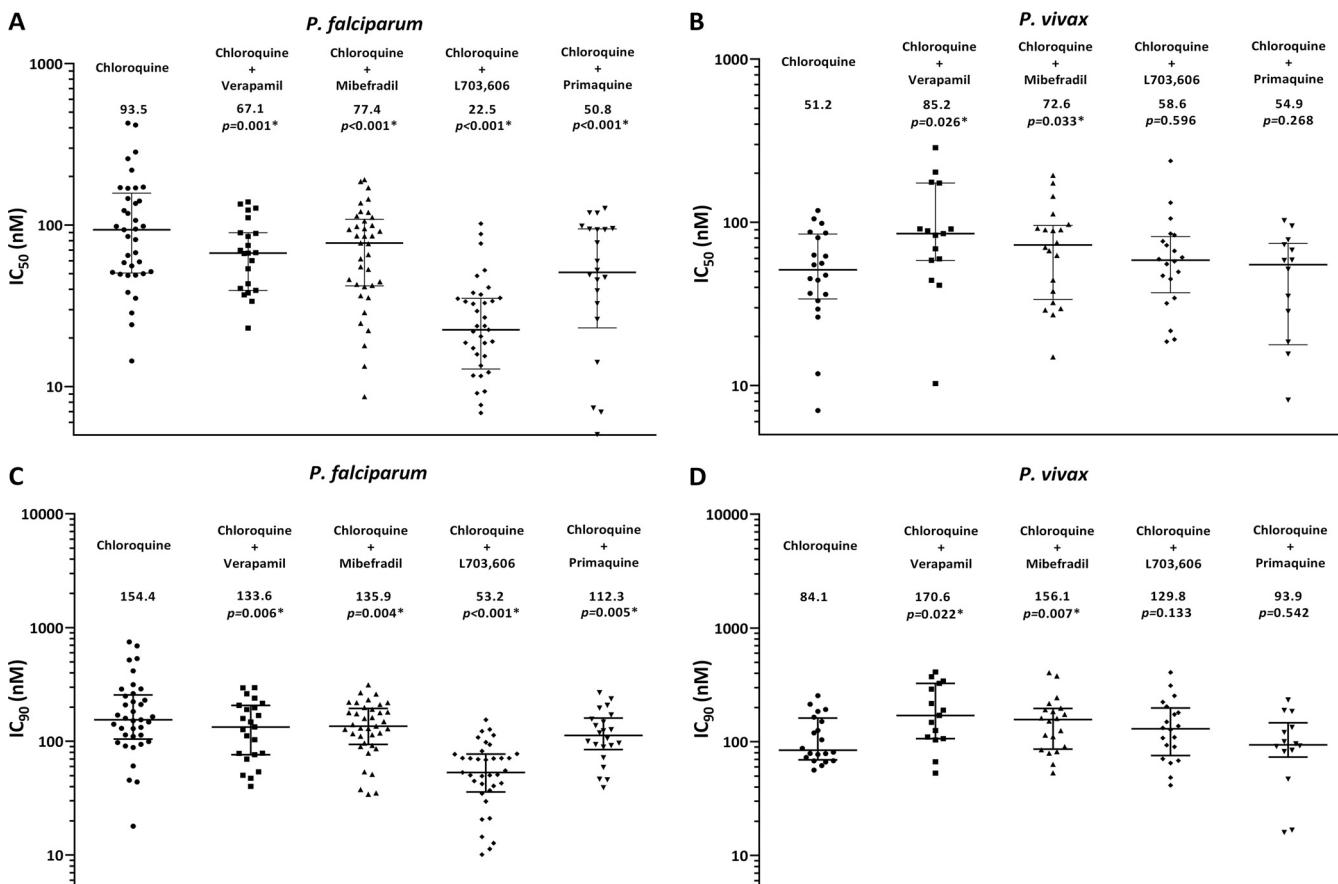 A
P. falciparum
Chloroquine
Chloroquine
+
Verapamil
Chloroquine
+
Mibefradil
Chloroquine
+
L703,606
Chloroquine
+
Primaquine
93.5
67.1
p=0.001*
77.4
p<0.001*
22.5
p<0.001*
50.8
p<0.001*
IC50 (nM)
1000
100
10
B
P. vivax
Chloroquine
Chloroquine
+
Verapamil
Chloroquine
+
Mibefradil
Chloroquine
+
L703,606
Chloroquine
+
Primaquine
51.2
85.2
p=0.026*
72.6
p=0.033*
58.6
p=0.596
54.9
p=0.268
IC50 (nM)
1000
100
10
C
P. falciparum
Chloroquine
Chloroquine
+
Verapamil
Chloroquine
+
Mibefradil
Chloroquine
+
L703,606
Chloroquine
+
Primaquine
154.4
133.6
p=0.006*
135.9
p=0.004*
53.2
p<0.001*
112.3
p=0.005*
IC90 (nM)
10000
1000
100
10
D
P. vivax
Chloroquine
Chloroquine
+
Verapamil
Chloroquine
+
Mibefradil
Chloroquine
+
L703,606
Chloroquine
+
Primaquine
84.1
170.6
p=0.022*
156.1
p=0.007*
129.8
p=0.133
93.9
p=0.542
IC90 (nM)
10000
1000
100
10